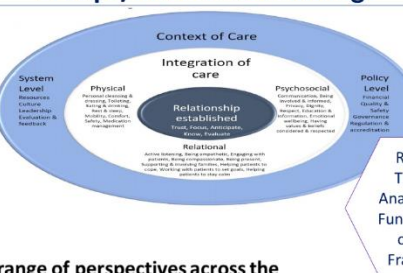 Context of Care
Integration of
care
System
Level
Resources
Culture
Leadership
Evaluation &
feedback
Physical
Personal cleansing &
dressing, Toileting,
Eating & drinking,
Rest & sleep,
Mobility, Comfort,
Safety, Medication
management
Relationship
established
Trust, Focus, Anticipate,
Know, Evaluate
Psychosocial
Communication, Being
involved & informed,
Privacy, Dignity,
Respect, Education &
information, Emotional
wellbeing, Having
values & beliefs
considered & respected
Policy
Level
Financial
Quality &
Safety
Governance
Regulation &
accreditation
Relational
Active listening, Being empathetic, Engaging with
patients, Being compassionate, Being present,
Supporting & involving families, Helping patients to
cope, Working with patients to set goals, Helping
patients to stay calm
range of perspectives across the